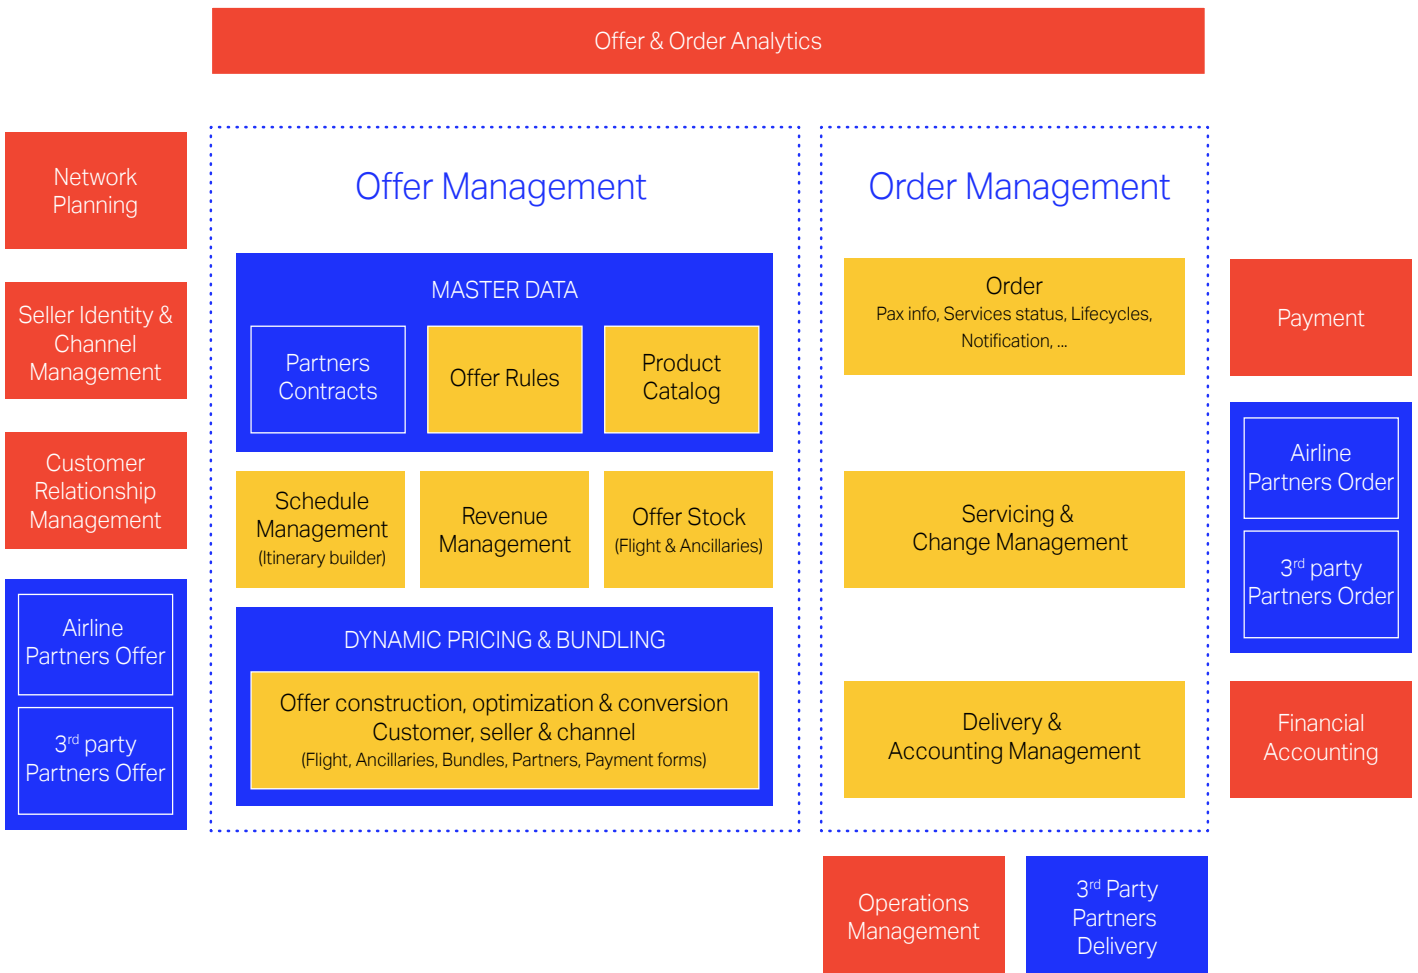 Offer & Order Analytics
Network
Planning
Seller Identity &
Channel
Management
Customer
Relationship
Management
Airline
Partners Offer
3rd party
Partners Offer
Offer Management
MASTER DATA
Partners
Contracts
Offer Rules
Product
Catalog
Schedule
Management
(Itinerary builder)
Revenue
Management
Offer Stock
(Flight & Ancillaries)
DYNAMIC PRICING & BUNDLING
Offer construction, optimization & conversion
Customer, seller & channel
(Flight, Ancillaries, Bundles, Partners, Payment forms)
Order Management
Order
Pax info, Services status, Lifecycles,
Notification, ...
Servicing &
Change Management
Delivery &
Accounting Management
Payment
Airline
Partners Order
3rd party
Partners Order
Financial
Accounting
Operations
Management
3rd Party
Partners
Delivery